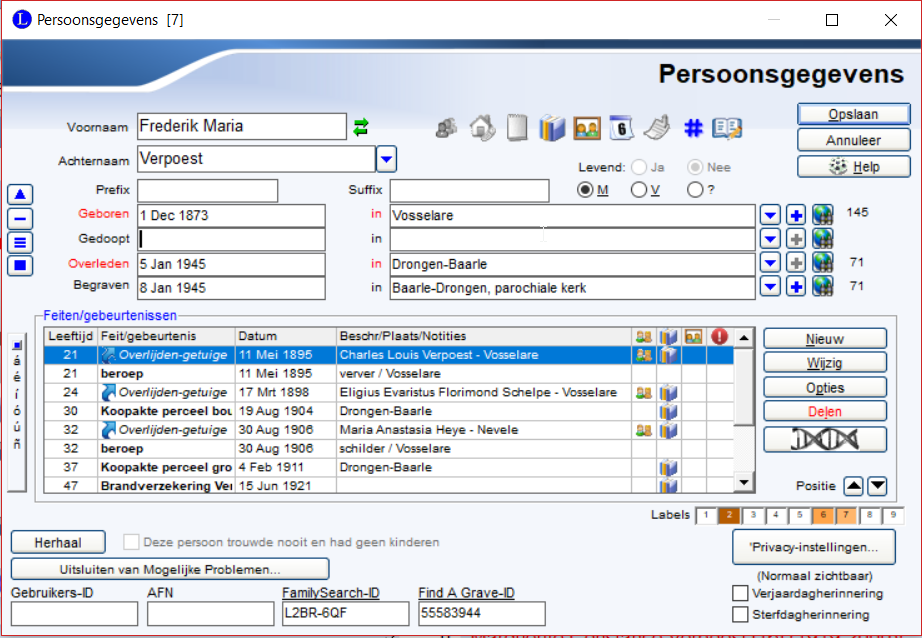 L Persoonsgegevens [7]
Persoonsgegevens
Voornaam Frederik Maria 6 # Opslaan
Achternaam Verpoest Levend: Ja Nee Annuleer
Prefix Suffix M V ? Help
Geboren 1 Dec 1873 in Vosselare 145
Gedoopt in
Overleden 5 Jan 1945 in Drongen-Baarle 71
Begraven 8 Jan 1945 in Baarle-Drongen, parochiale kerk 71
Feiten/gebeurtenissen
Leeftijd Feit/gebeurtenis Datum Beschr/Plaats/Notities
21 Overlijden-getuige 11 Mei 1895 Charles Louis Verpoest - Vosselare
21 beroep 11 Mei 1895 verver / Vosselare
24 Overlijden-getuige 17 Mrt 1898 Eligius Evaristus Florimond Schelpe - Vosselare
30 Koopakte perceel bou 19 Aug 1904 Drongen-Baarle
32 Overlijden-getuige 30 Aug 1906 Maria Anastasia Heye - Nevele
32 beroep 30 Aug 1906 schilder / Vosselare
37 Koopakte perceel gro 4 Feb 1911 Drongen-Baarle
47 Brandverzekering Ver 15 Jun 1921
á
é
í
ó
ú
ñ
Nieuw
Wijzig
Opties
Delen
Positie
Labels 1 2 3 4 5 6 7 8 9
Herhaal Deze persoon trouwde nooit en had geen kinderen
Uitsluiten van Mogelijke Problemen...
*Privacy-instellingen...
(Normaal zichtbaar)
Gebruikers-ID AFN FamilySearch-ID Find A Grave-ID
L2BR-6QF 55583944
Verjaardagherinnering
Sterfdagherinnering